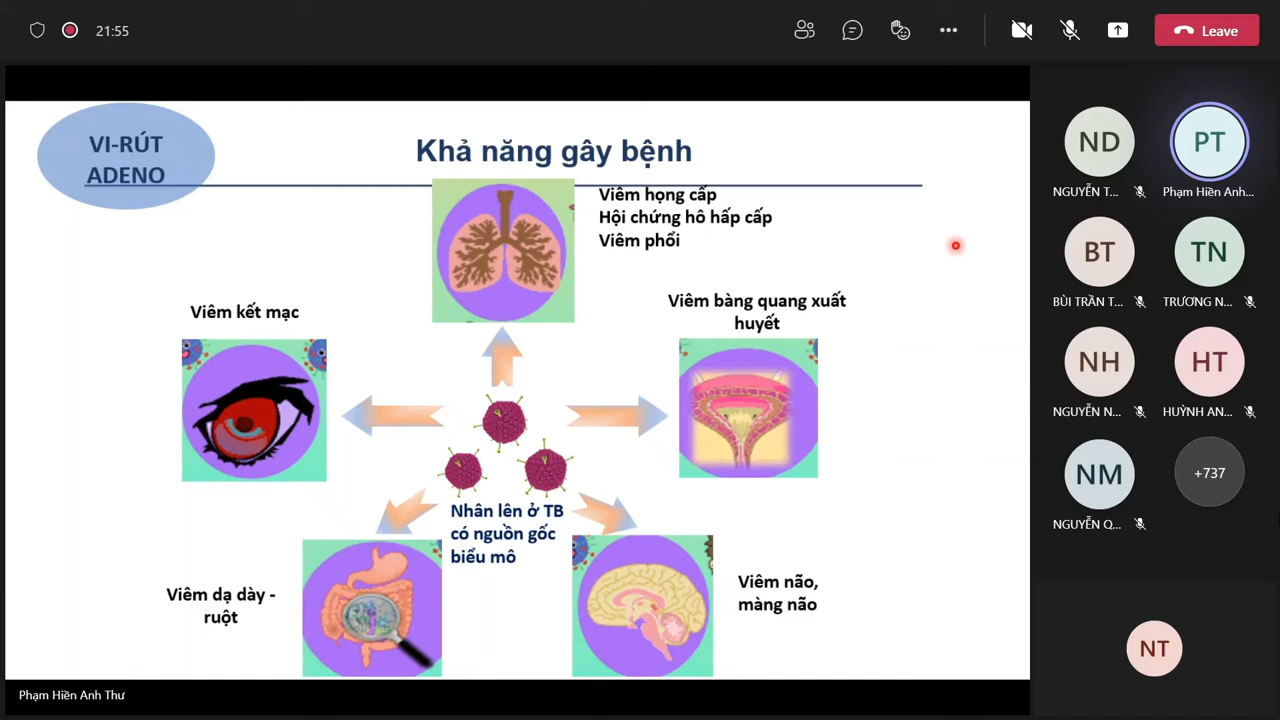 21:55
Leave
VI-RÚT
ADENO
Khả năng gây bệnh
Viêm họng cấp
Hội chứng hô hấp cấp
Viêm phổi
Viêm kết mạc
Viêm bàng quang xuất
huyết
Nhân lên ở TB
có nguồn gốc
biểu mô
Viêm dạ dày -
ruột
Viêm não,
màng não
Phạm Hiền Anh Thư
ND
NGUYỄN T...
PT
Phạm Hiền Anh...
BT
BÙI TRẦN T...
TN
TRƯƠNG N...
NH
NGUYỄN N...
HT
HUỲNH AN...
NM
NGUYỄN Q...
+737
NT